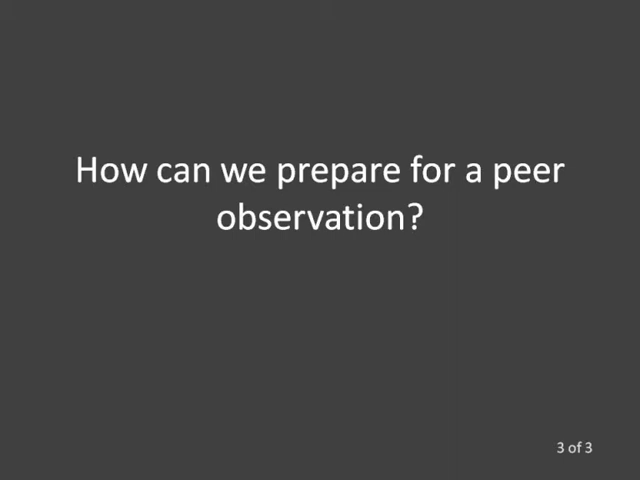 How can we prepare for a peer
observation?
3 of 3